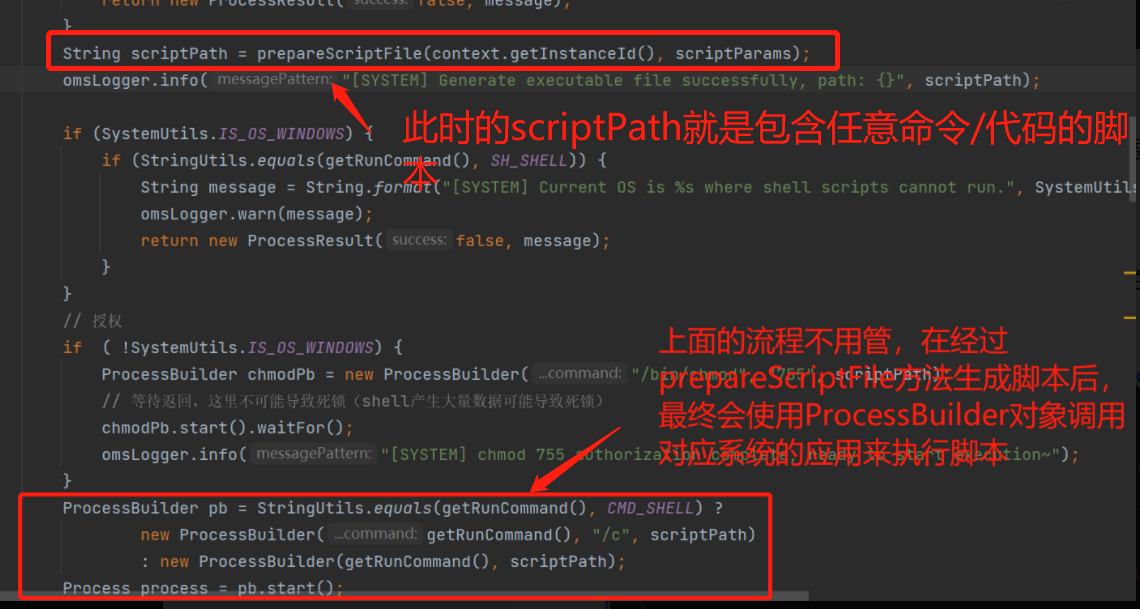 return new ProcessResult( success: false, message);
}
String scriptPath = prepareScriptFile(context.getInstanceId(), scriptParams);
omsLogger.info( messagePattern: "[SYSTEM] Generate executable file successfully, path: {}", scriptPath);
此时的scriptPath就是包含任意命令/代码的脚
本
if (SystemUtils.IS_OS_WINDOWS) {
if (StringUtils.equals(getRunCommand(), SH_SHELL)) {
String message = String.format("[SYSTEM] Current OS is %s where shell scripts cannot run.", SystemUtils
omsLogger.warn(message);
return new ProcessResult( success: false, message);
}
}
// 授权
if ( !SystemUtils.IS_OS_WINDOWS) {
ProcessBuilder chmodPb = new ProcessBuilder( ...command: "/bin/chmod", "755", scriptPath);
// 等待返回，这里不可能导致死锁（shell产生大量数据可能导致死锁）
chmodPb.start().waitFor();
omsLogger.info( messagePattern: "[SYSTEM] chmod 755 authorization complete, ready to start execution~");
}
上面的流程不用管，在经过
prepareScriptFile方法生成脚本后，
最终会使用ProcessBuilder对象调用
对应系统的应用来执行脚本
ProcessBuilder pb = StringUtils.equals(getRunCommand(), CMD_SHELL) ?
new ProcessBuilder( ...command: getRunCommand(), "/c", scriptPath)
: new ProcessBuilder(getRunCommand(), scriptPath);
Process process = pb.start();